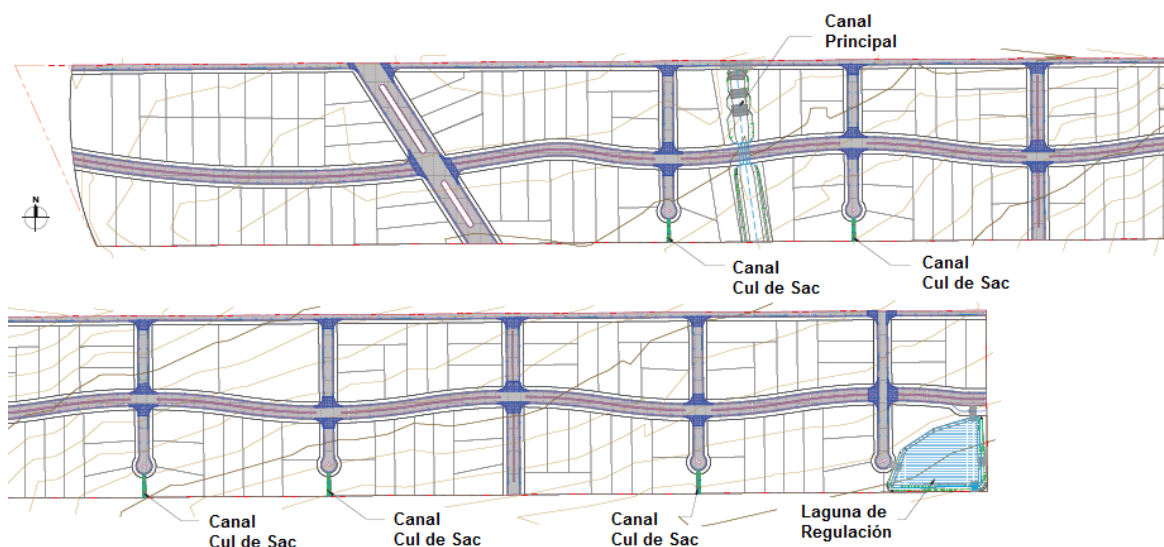 Canal
Principal
N
Canal
Cul de Sac
Canal
Cul de Sac
Canal
Cul de Sac
Canal
Cul de Sac
Canal
Cul de Sac
Laguna de
Regulación